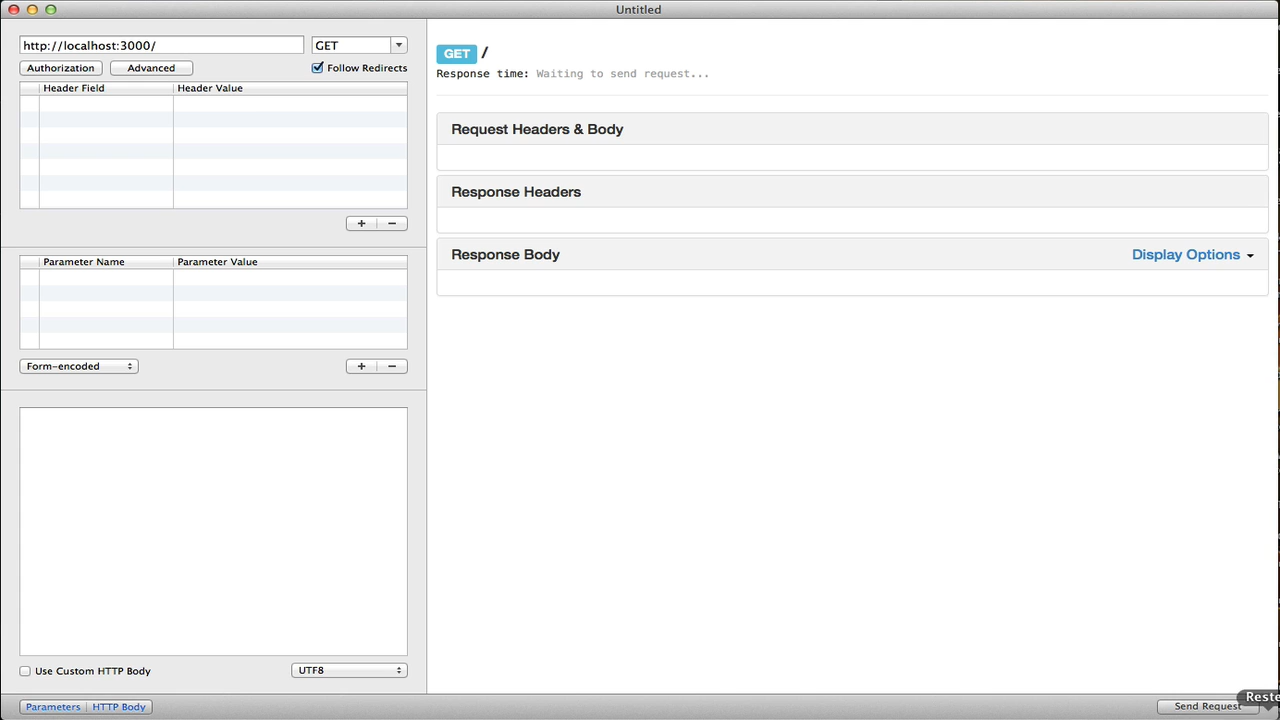 Untitled
http://localhost:3000/
GET
Authorization
Advanced
Follow Redirects
Header Field
Header Value
+ −
Parameter Name
Parameter Value
Form-encoded
+ −
Use Custom HTTP Body
UTF8
Parameters
HTTP Body
GET /
Response time: Waiting to send request...
Request Headers & Body
Response Headers
Response Body
Display Options
Send Request